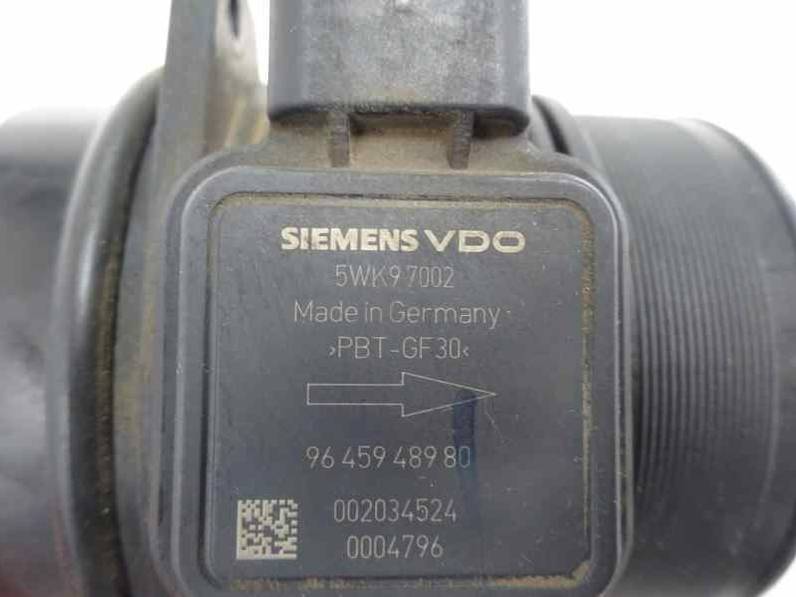 SIEMENS VDO
5WK9 7002
Made in Germany
>PBT-GF30<
96 459 489 80
002034524
0004796